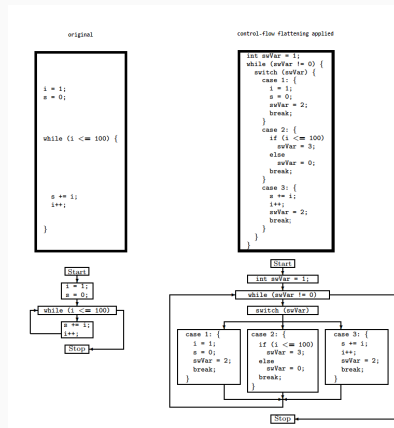 original
i = 1;
s = 0;
while (i <= 100) {
s += i;
i++;
}
control-flow flattening applied
int swVar = 1;
while (swVar != 0) {
switch (swVar) {
case 1: {
i = 1;
s = 0;
swVar = 2;
break;
}
case 2: {
if (i <= 100)
swVar = 3;
else
swVar = 0;
break;
}
case 3: {
s += i;
i++;
swVar = 2;
break;
}
}
}
Start
i = 1;
s = 0;
while (i <= 100)
s += i;
i++;
Stop
Start
int swVar = 1;
while (swVar != 0)
switch (swVar)
case 1: {
i = 1;
s = 0;
swVar = 2;
break;
}
case 2: {
if (i <= 100)
swVar = 3;
else
swVar = 0;
break;
}
case 3: {
s += i;
i++;
swVar = 2;
break;
}
Stop